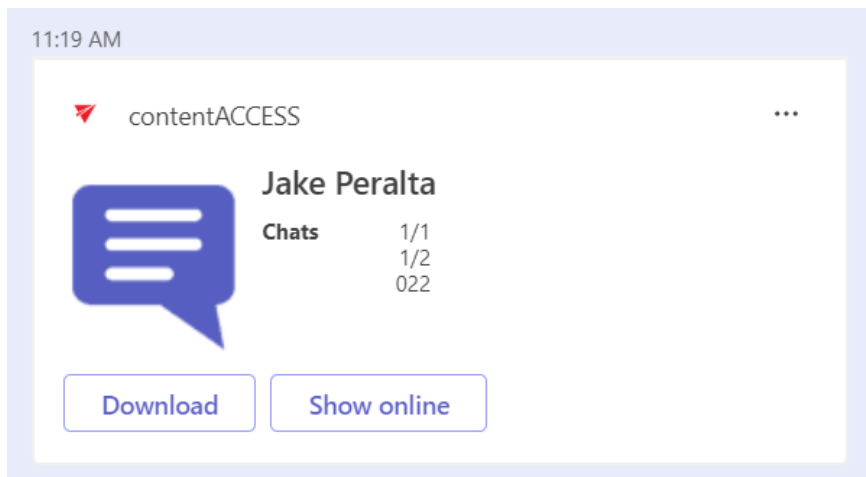 11:19 AM
contentACCESS
...
Jake Peralta
Chats 1/1
1/2
022
Download
Show online